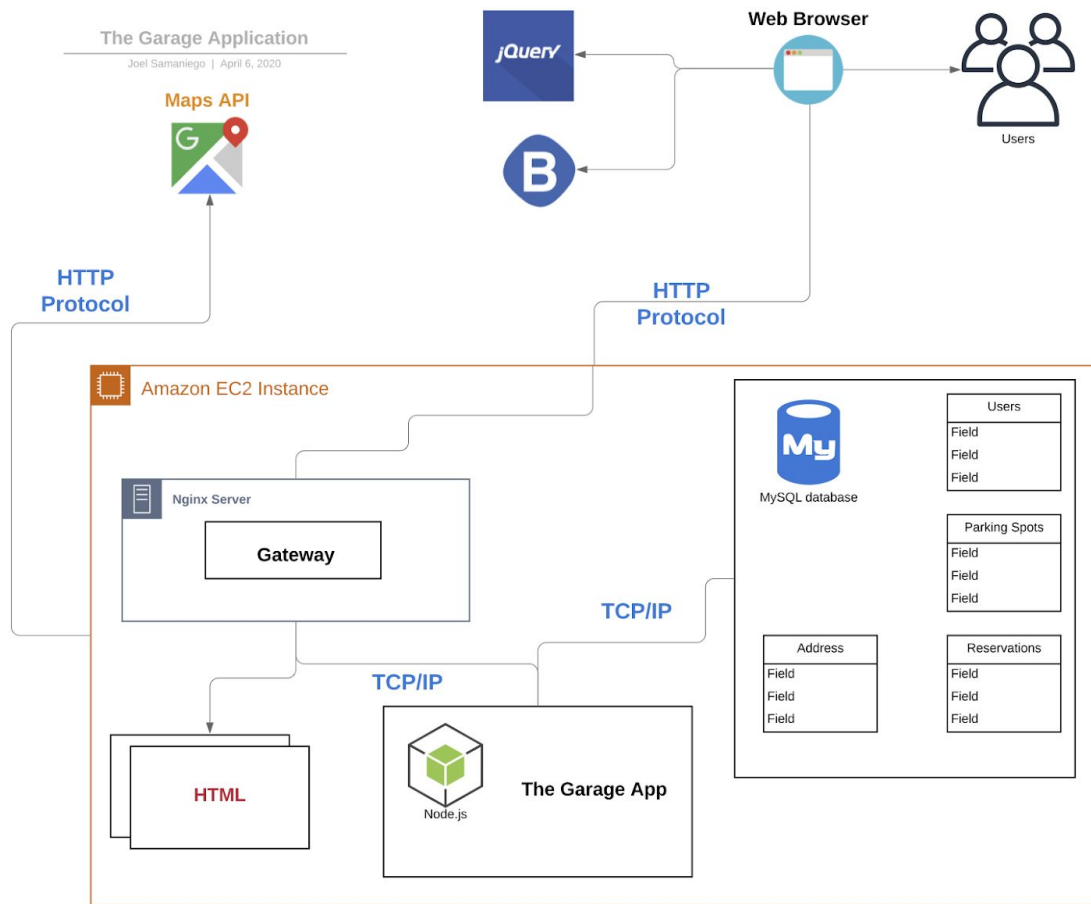 The Garage Application
Joel Samaniego | April 6, 2020
Maps API
G
jQuery
B
Web Browser
Users
HTTP
Protocol
HTTP
Protocol
Amazon EC2 Instance
Nginx Server
Gateway
TCP/IP
TCP/IP
HTML
Node.js
The Garage App
My
MySQL database
Users
Field
Field
Field
Parking Spots
Field
Field
Field
Address
Field
Field
Field
Reservations
Field
Field
Field